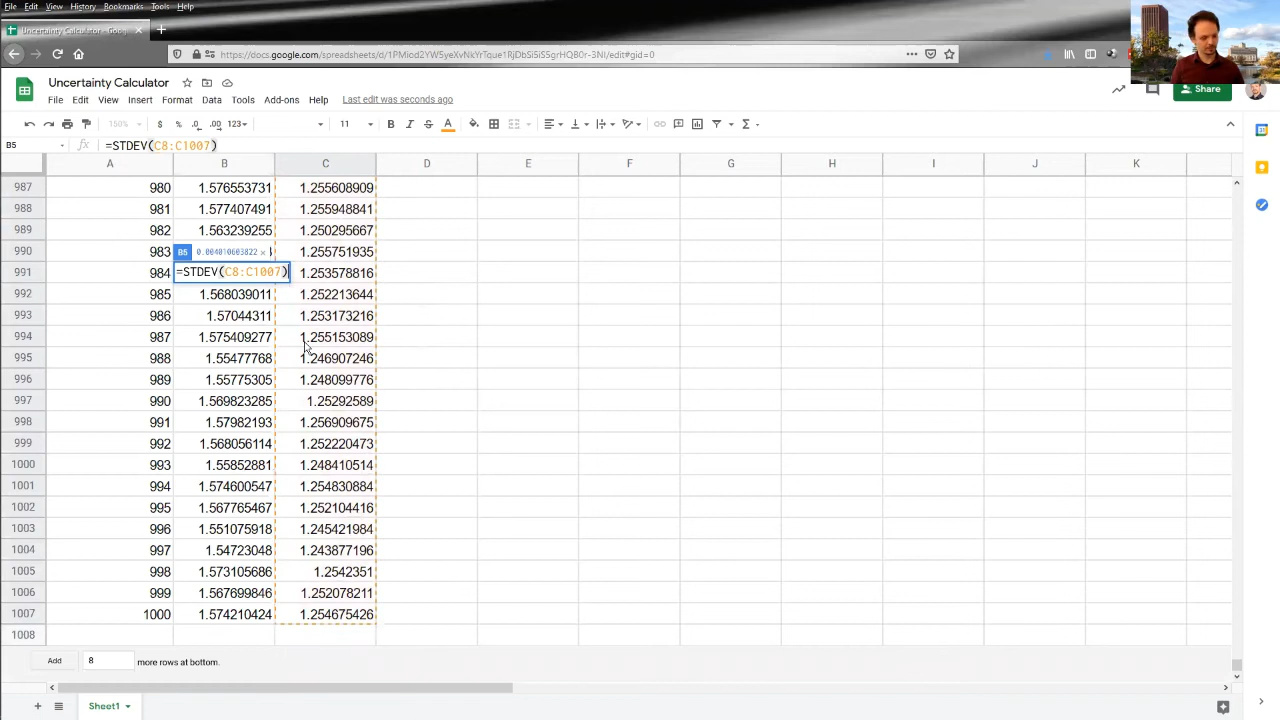 File Edit View History Bookmarks Tools Help
Uncertainty Calculator - Goog
https://docs.google.com/spreadsheets/d/
/edit#gid=0
Uncertainty Calculator
File Edit View Insert Format Data Tools Add-ons Help Last edit was seconds ago
Share
150% $ % .0 .00 123 11 B I S A
B5 fx =STDEV(C8:C1007)
A B C D E F G H I J K
987 980 1.576553731 1.255608909
988 981 1.577407491 1.255948841
989 982 1.563239255 1.250295667
990 983 B5 0.004010603822 × 1.255751935
991 984 =STDEV(C8:C1007) 1.253578816
992 985 1.568039011 1.252213644
993 986 1.57044311 1.253173216
994 987 1.575409277 1.255153089
995 988 1.55477768 1.246907246
996 989 1.55775305 1.248099776
997 990 1.569823285 1.25292589
998 991 1.57982193 1.256909675
999 992 1.568056114 1.252220473
1000 993 1.55852881 1.248410514
1001 994 1.574600547 1.254830884
1002 995 1.567765467 1.252104416
1003 996 1.551075918 1.245421984
1004 997 1.54723048 1.243877196
1005 998 1.573105686 1.2542351
1006 999 1.567699846 1.252078211
1007 1000 1.574210424 1.254675426
1008
Add 8 more rows at bottom.
Sheet1